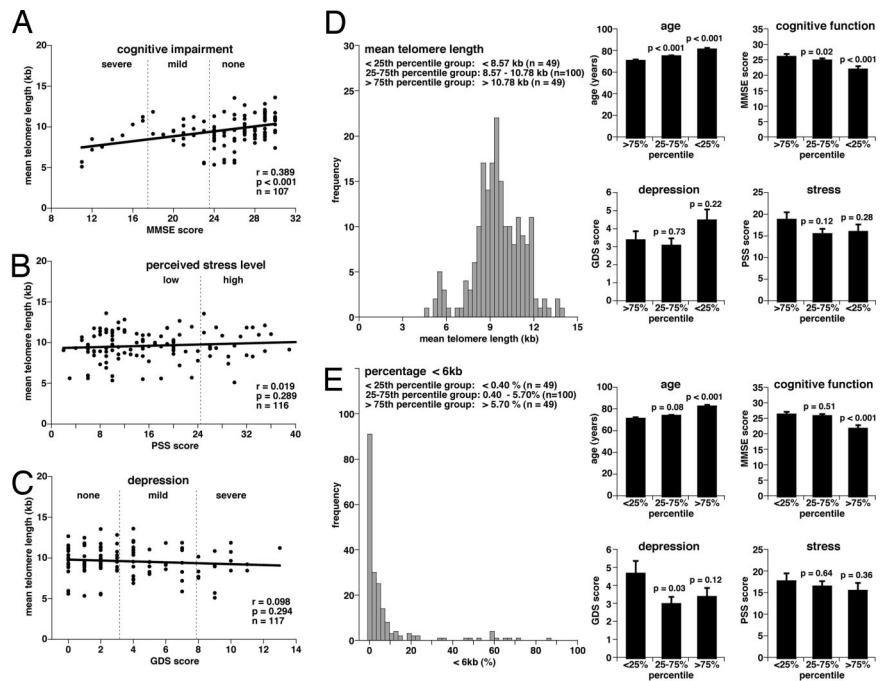 A
cognitive impairment
severe
mild
none
mean telomere length (kb)
20
15
10
5
0
r = 0.389
p < 0.001
n = 107
8
12
16
20
24
28
32
MMSE score
B
perceived stress level
low
high
mean telomere length (kb)
20
15
10
5
0
r = 0.019
p = 0.289
n = 116
0
8
16
24
32
40
PSS score
C
depression
none
mild
severe
mean telomere length (kb)
20
15
10
5
0
r = 0.098
p = 0.294
n = 117
0
2
4
6
8
10
12
14
GDS score
D
mean telomere length
< 25th percentile group: < 8.57 kb (n = 49)
25-75th percentile group: 8.57 - 10.78 kb (n=100)
> 75th percentile group: > 10.78 kb (n = 49)
frequency
30
25
20
15
10
5
0
0
3
6
9
12
15
mean telomere length (kb)
age
p < 0.001
p < 0.001
age (years)
100
80
60
40
20
0
>75%
25-75%
<25%
percentile
cognitive function
p = 0.02
p <0.001
MMSE score
35
30
25
20
15
10
5
0
>75%
25-75%
<25%
percentile
depression
p = 0.73
p = 0.22
GDS score
6
5
4
3
2
1
0
>75%
25-75%
<25%
percentile
stress
p = 0.12
p = 0.28
PSS score
25
20
15
10
5
0
>75%
25-75%
<25%
percentile
E
percentage < 6kb
< 25th percentile group: < 0.40 % (n = 49)
25-75th percentile group: 0.40 - 5.70% (n=100)
> 75th percentile group: > 5.70 % (n = 49)
frequency
100
90
70
50
30
10
0
0
20
40
60
80
100
< 6kb (%)
age
p = 0.08
p < 0.001
age (years)
100
80
60
40
20
0
<25%
25-75%
>75%
percentile
cognitive function
p = 0.51
p <0.001
MMSE score
35
30
25
20
15
10
5
0
<25%
25-75%
>75%
percentile
depression
p = 0.03
p = 0.12
GDS score
6
5
4
3
2
1
0
<25%
25-75%
>75%
percentile
stress
p = 0.64
p = 0.36
PSS score
25
20
15
10
5
0
<25%
25-75%
>75%
percentile